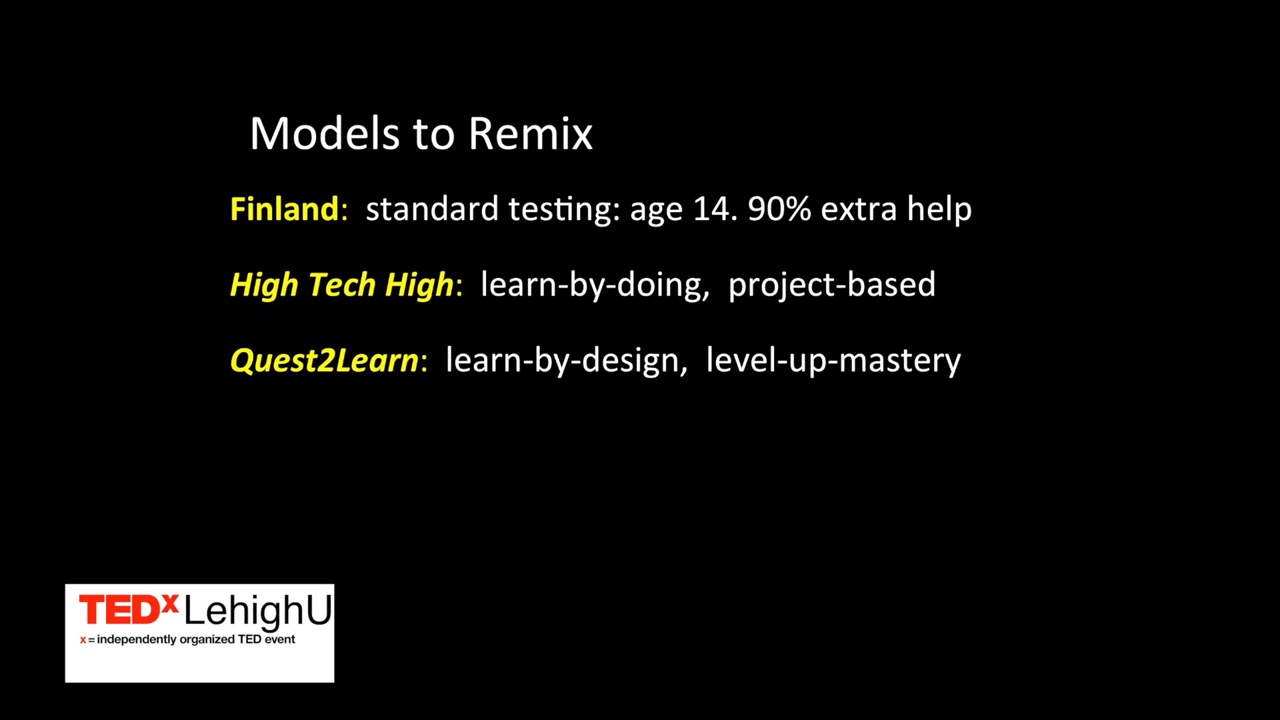 Models to Remix
Finland: standard testing: age 14. 90% extra help
High Tech High: learn-by-doing, project-based
Quest2Learn: learn-by-design, level-up-mastery
TEDx LehighU
x = independently organized TED event